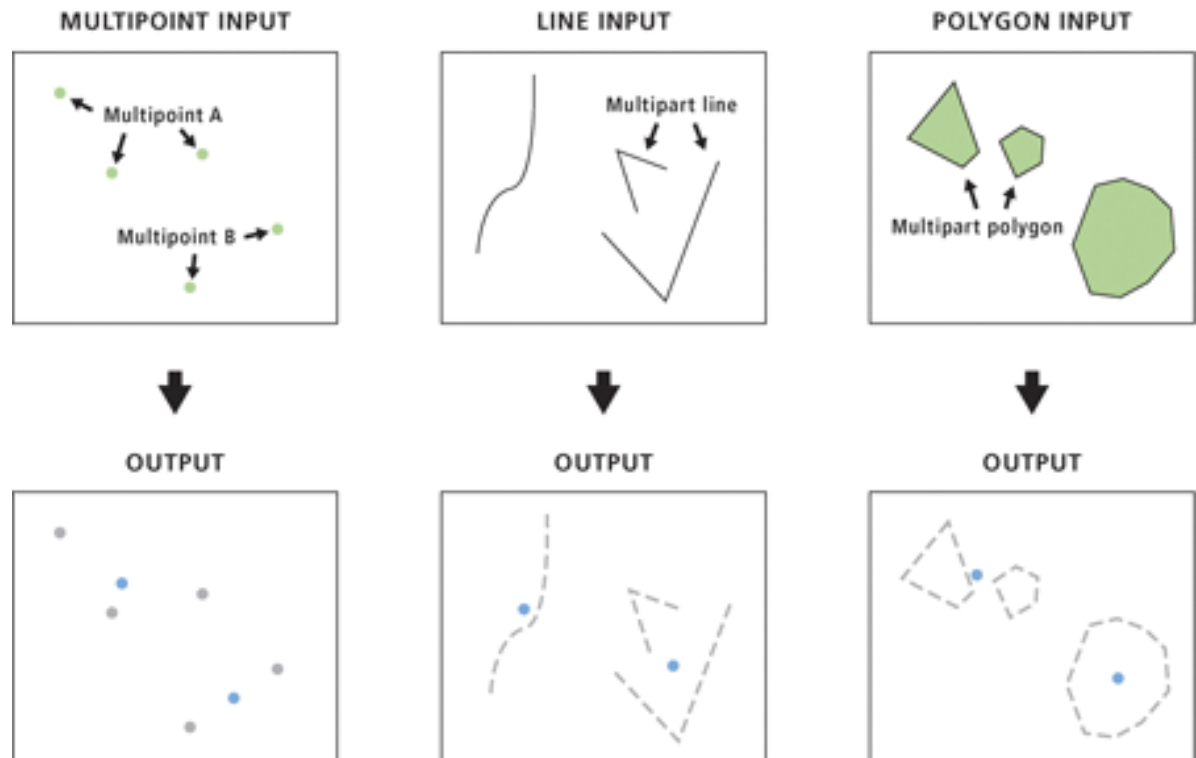 MULTIPOINT INPUT
LINE INPUT
POLYGON INPUT
Multipoint A
Multipoint B
Multipart line
Multipart polygon
OUTPUT
OUTPUT
OUTPUT